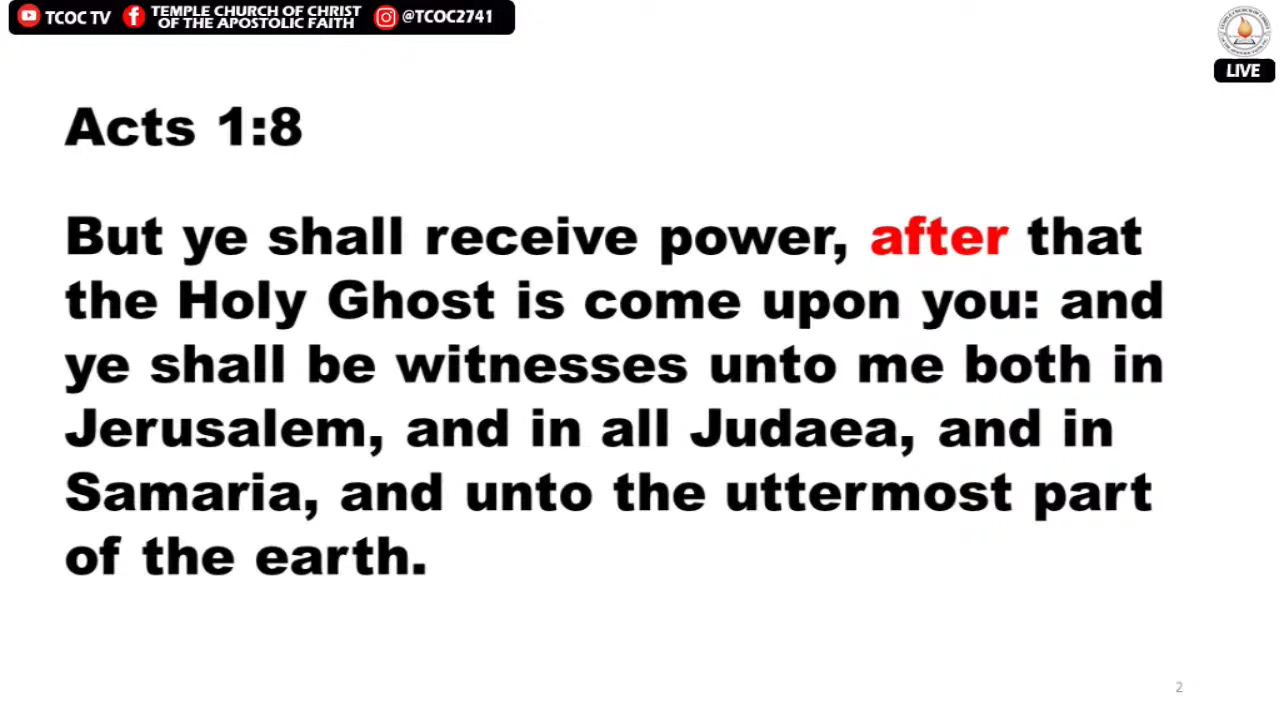 TCOC TV
TEMPLE CHURCH OF CHRIST
OF THE APOSTOLIC FAITH
@TCOC2741
LIVE
Acts 1:8
But ye shall receive power, after that
the Holy Ghost is come upon you: and
ye shall be witnesses unto me both in
Jerusalem, and in all Judaea, and in
Samaria, and unto the uttermost part
of the earth.
2